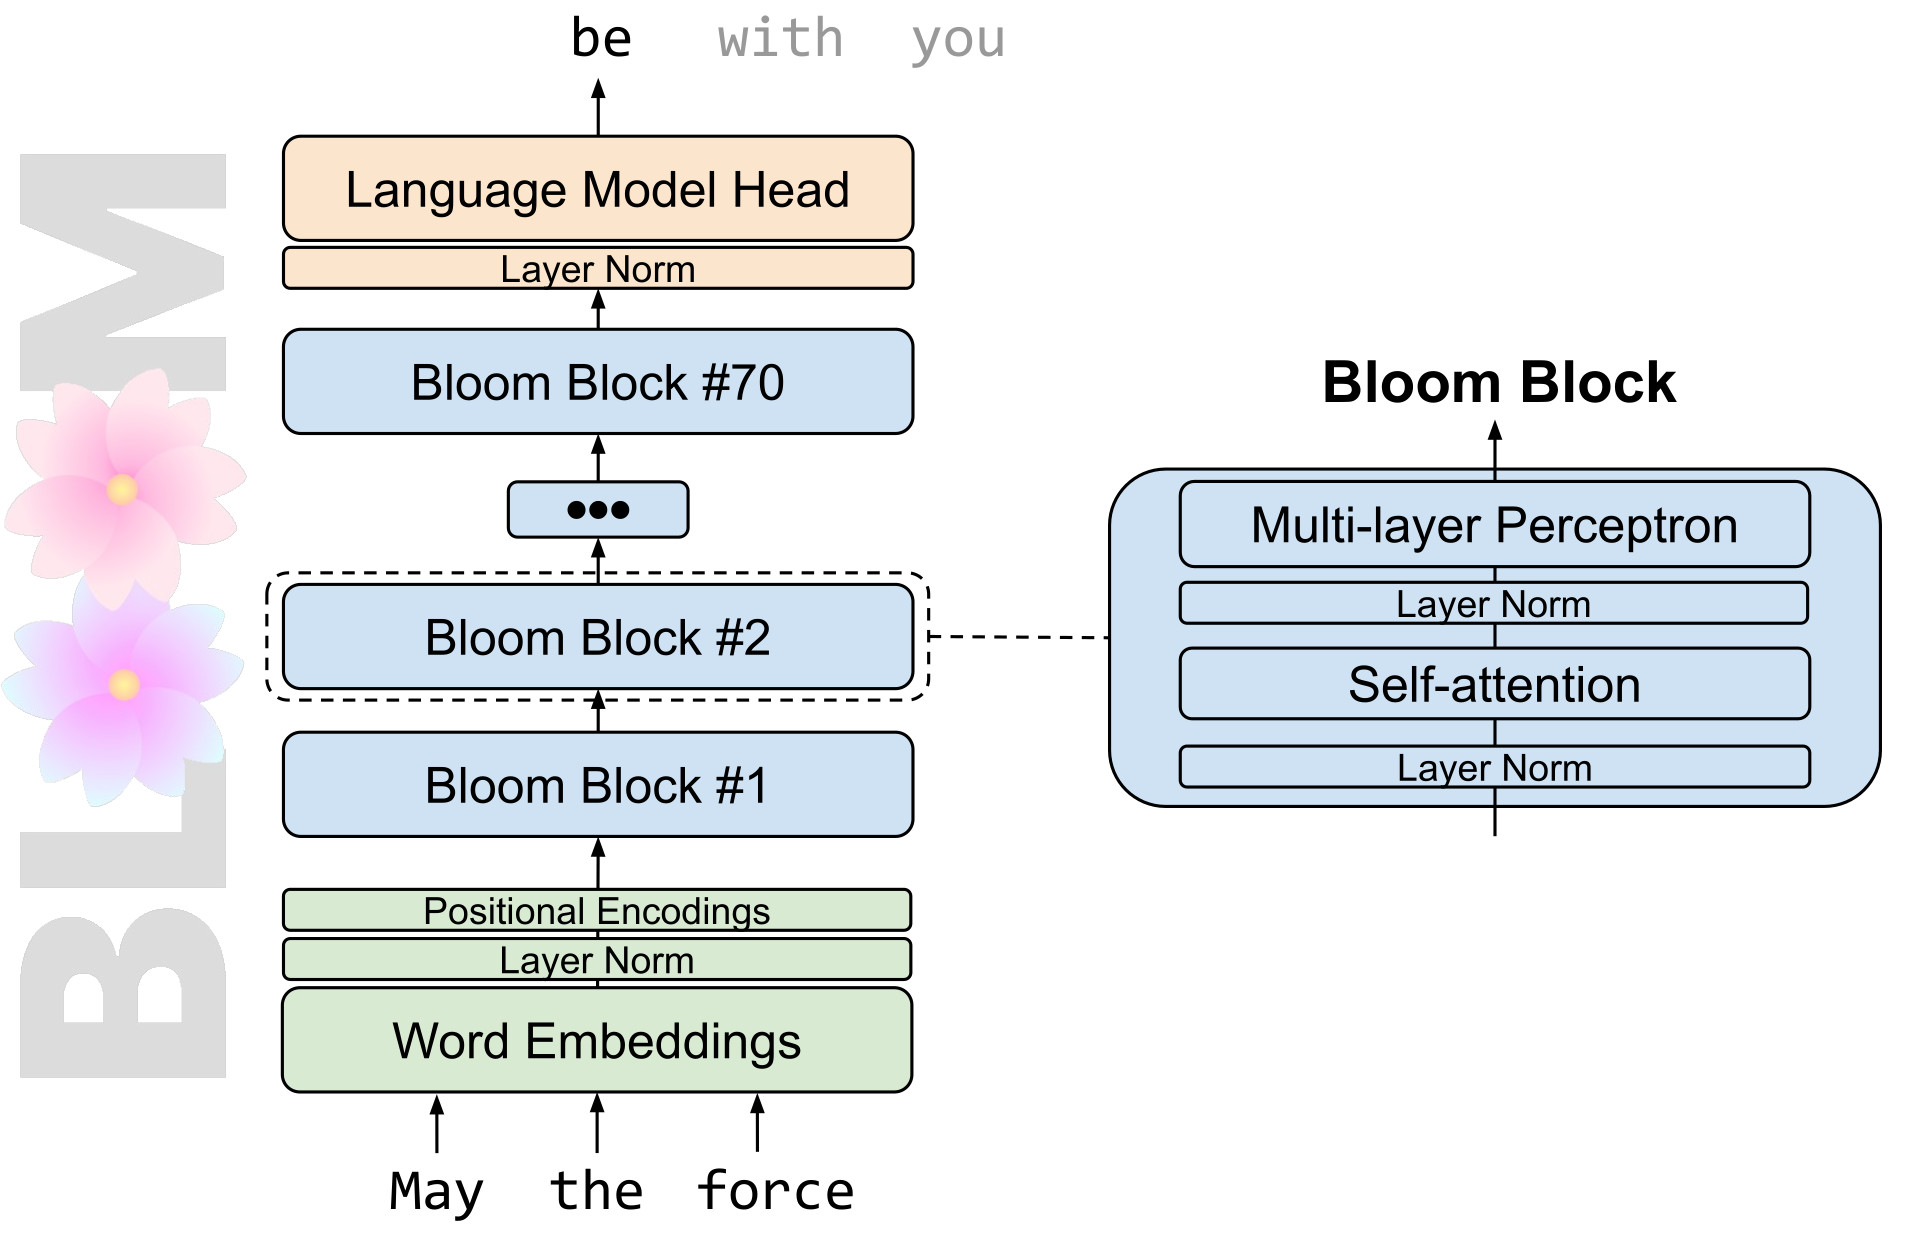 be with you
Language Model Head
Layer Norm
Bloom Block #70
•••
Bloom Block #2
Bloom Block #1
Positional Encodings
Layer Norm
Word Embeddings
May the force
Bloom Block
Multi-layer Perceptron
Layer Norm
Self-attention
Layer Norm
BLOOM